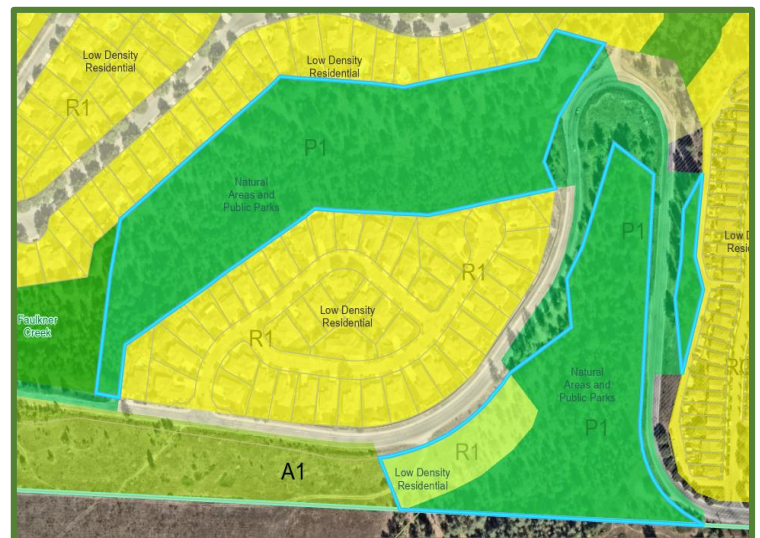 Low Density
Residential
R1
Low Density
Residential
P1
Natural
Areas and
Public Parks
P1
R1
Low Density
Residential
R1
Faulkner
Creek
Natural
Areas and
Public Parks
P1
R1
Low Density
Residential
A1